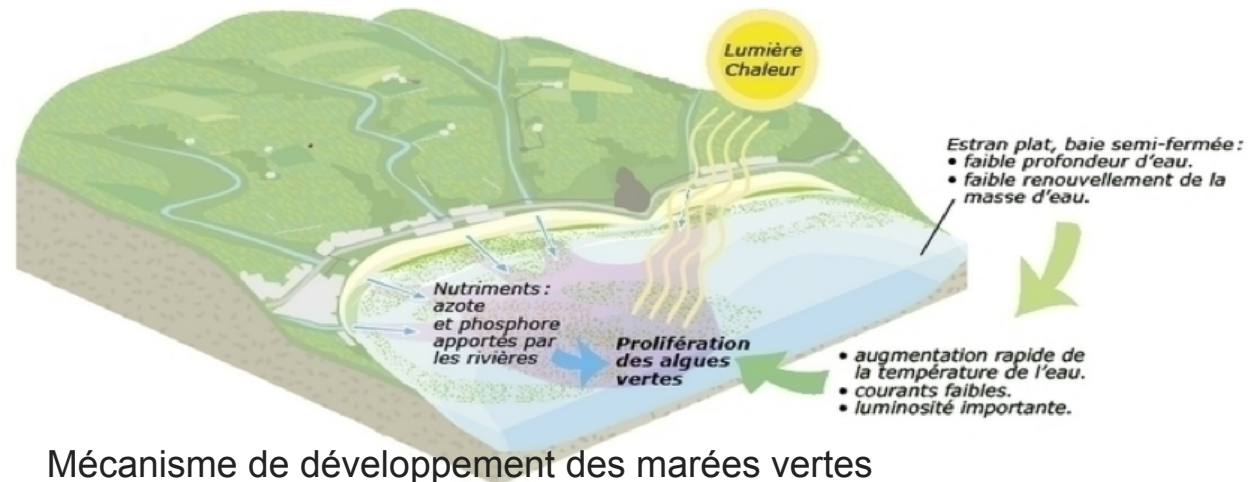 Lumière
Chaleur
Estran plat, baie semi-fermée :
• faible profondeur d'eau.
• faible renouvellement de la
masse d'eau.
Nutriments :
azote
et phosphore
apportés par
les rivières
Prolifération
des algues
vertes
• augmentation rapide de
la température de l'eau.
• courants faibles.
• luminosité importante.
Mécanisme de développement des marées vertes